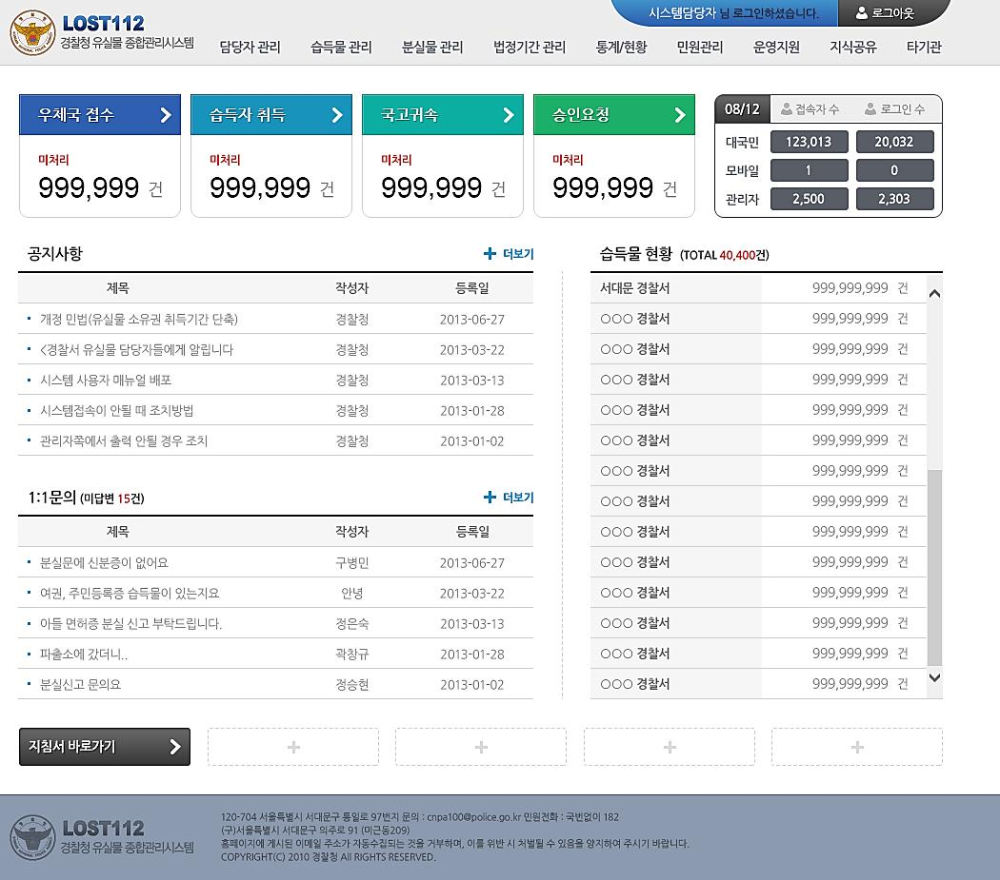 시스템담당자 님 로그인하셨습니다. 로그아웃
LOST112
경찰청 유실물 종합관리시스템
담당자 관리 습득물 관리 분실물 관리 법정기간 관리 통계/현황 민원관리 운영지원 지식공유 타기관
우체국 접수 습득자 취득 국고귀속 승인요청
미처리 미처리 미처리 미처리
999,999 건 999,999 건 999,999 건 999,999 건
08/12 접속자 수 로그인 수
대국민 123,013 20,032
모바일 1 0
관리자 2,500 2,303
공지사항 더보기
제목 작성자 등록일
개정 민법(유실물 소유권 취득기간 단축) 경찰청 2013-06-27
<경찰서 유실물 담당자들에게 알립니다 경찰청 2013-03-22
시스템 사용자 매뉴얼 배포 경찰청 2013-03-13
시스템접속이 안될 때 조치방법 경찰청 2013-01-28
관리자쪽에서 출력 안될 경우 조치 경찰청 2013-01-02
1:1문의 (미답변 15건) 더보기
제목 작성자 등록일
분실문에 신분증이 없어요 구병민 2013-06-27
여권, 주민등록증 습득물이 있는지요 안녕 2013-03-22
아들 면허증 분실 신고 부탁드립니다. 정은숙 2013-03-13
파출소에 갔더니.. 곽창규 2013-01-28
분실신고 문의요 정승현 2013-01-02
습득물 현황 (TOTAL 40,400건)
서대문 경찰서 999,999,999 건
○○○ 경찰서 999,999,999 건
○○○ 경찰서 999,999,999 건
○○○ 경찰서 999,999,999 건
○○○ 경찰서 999,999,999 건
○○○ 경찰서 999,999,999 건
○○○ 경찰서 999,999,999 건
○○○ 경찰서 999,999,999 건
○○○ 경찰서 999,999,999 건
○○○ 경찰서 999,999,999 건
○○○ 경찰서 999,999,999 건
○○○ 경찰서 999,999,999 건
○○○ 경찰서 999,999,999 건
○○○ 경찰서 999,999,999 건
지침서 바로가기
LOST112
경찰청 유실물 종합관리시스템
120-704 서울특별시 서대문구 통일로 97번지 문의 : cnpa100@police.go.kr 민원전화 : 국번없이 182
(구)서울특별시 서대문구 의주로 91 (미근동209)
홈페이지에 게시된 이메일 주소가 자동수집되는 것을 거부하며, 이를 위반 시 처벌될 수 있음을 양지하여 주시기 바랍니다.
COPYRIGHT(C) 2010 경찰청 All RIGHTS RESERVED.